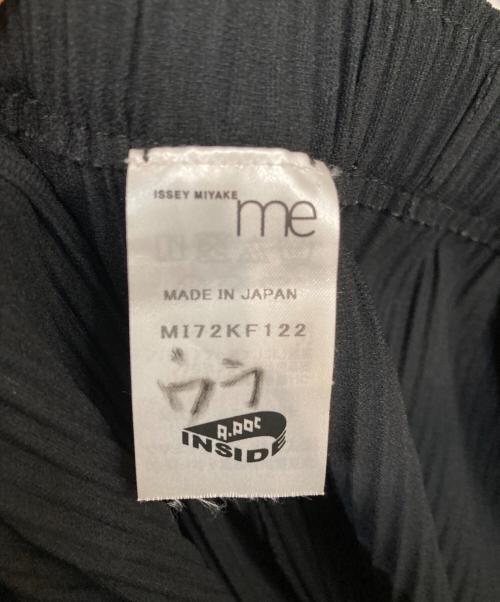 ISSEY MIYAKE me
MADE IN JAPAN
MI72KF122
ウラ
A.POC
INSIDE